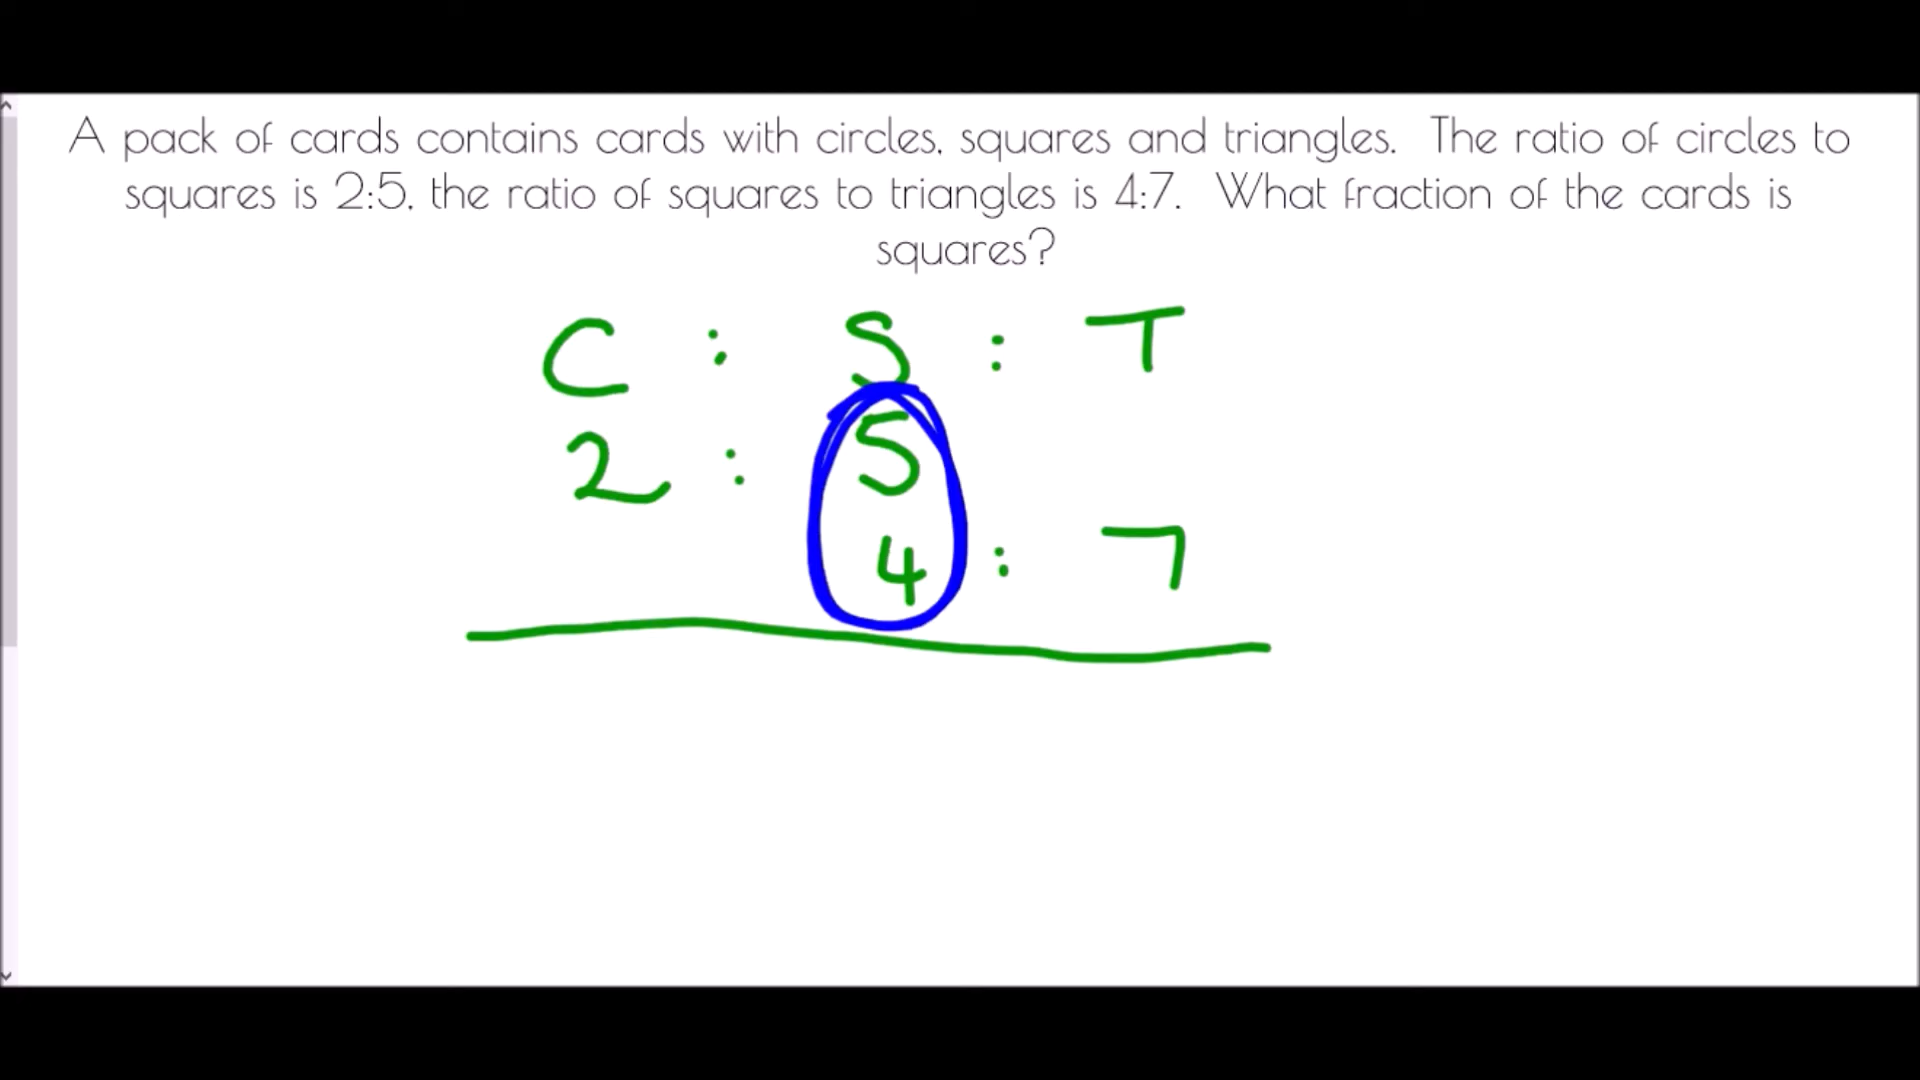 A pack of cards contains cards with circles, squares and triangles. The ratio of circles to
squares is 2:5, the ratio of squares to triangles is 4:7. What fraction of the cards is
squares?
C : S : T
2 : 5
4 : 7